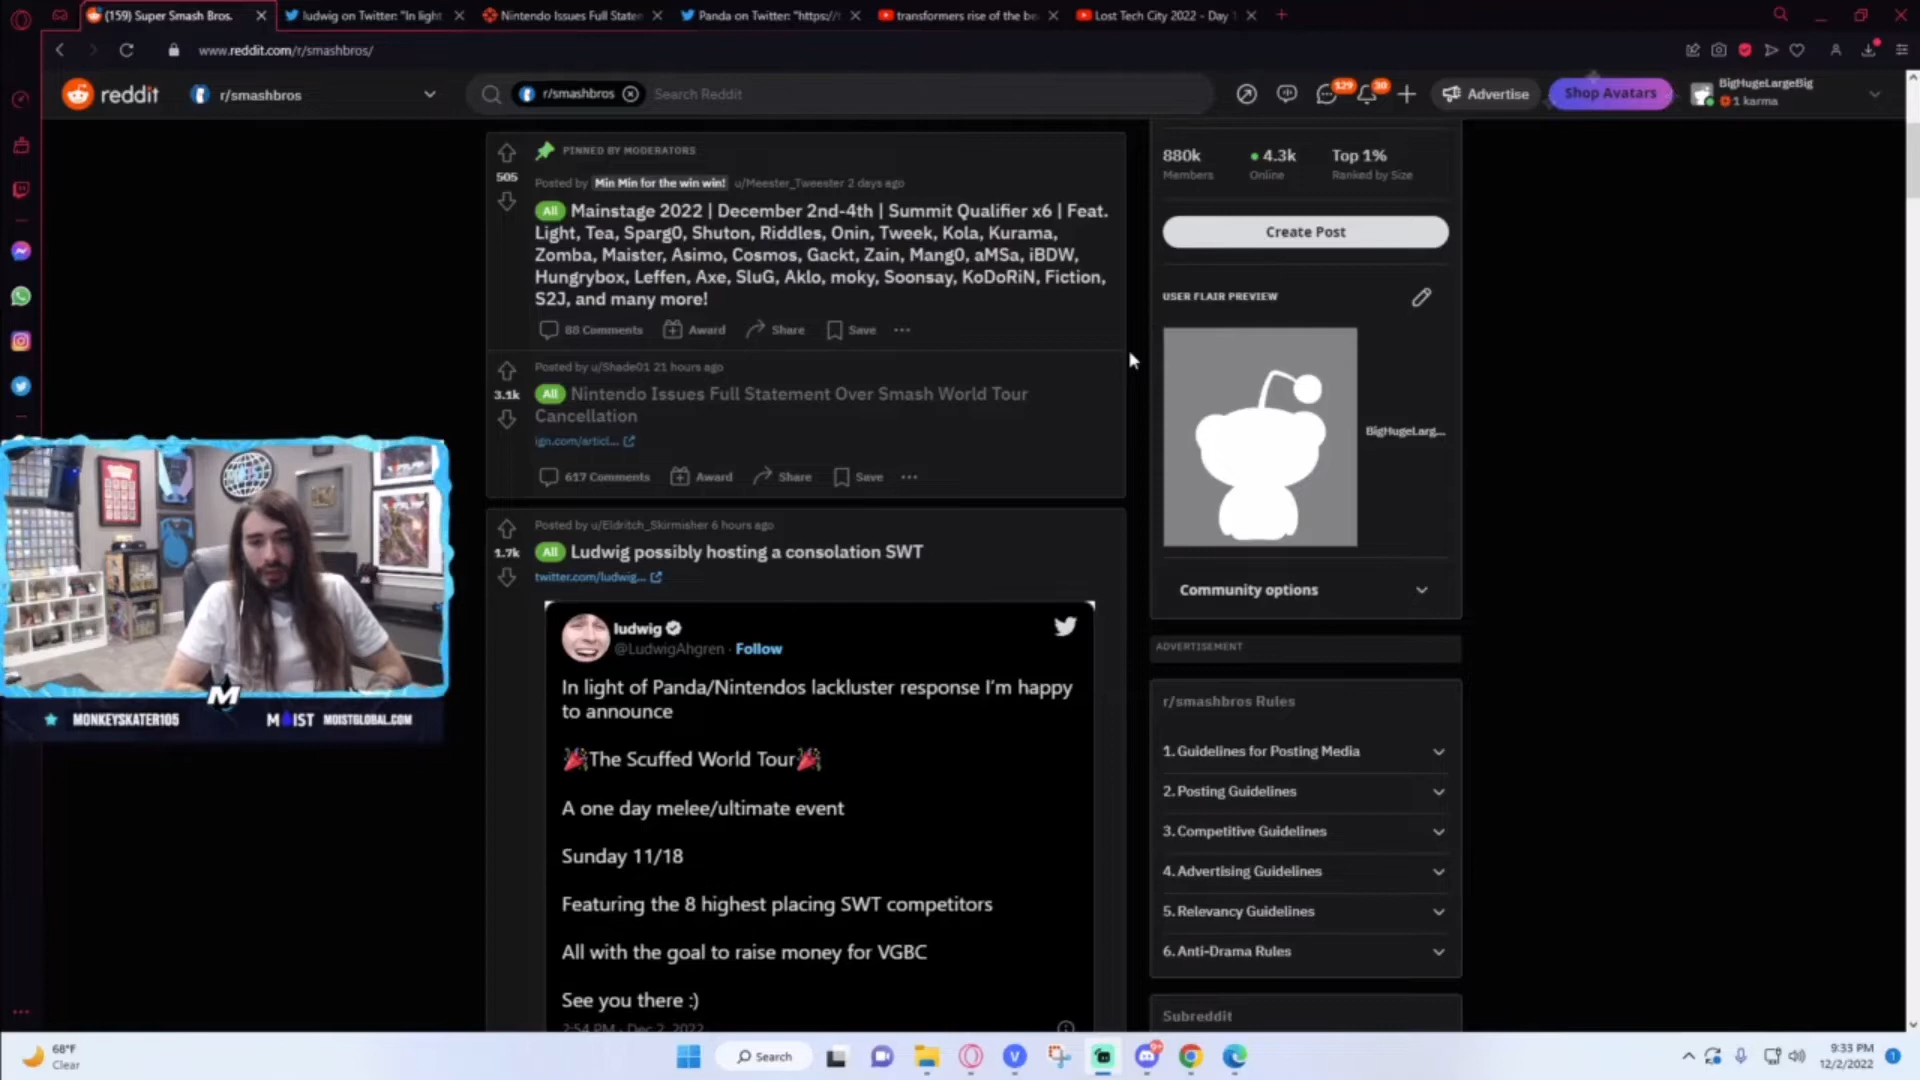 (159) Super Smash Bros.
ludwig on Twitter: "In light
Nintendo Issues Full Stater
Panda on Twitter: "https://t
transformers rise of the be
Lost Tech City 2022 - Day 1
www.reddit.com/r/smashbros/
reddit
r/smashbros
r/smashbros
Search Reddit
129
30
Advertise
Shop Avatars
BigHugeLargeBig
1 karma
PINNED BY MODERATORS
505
Posted by Min Min for the win win! u/Meester_Tweester 2 days ago
All Mainstage 2022 | December 2nd-4th | Summit Qualifier x6 | Feat.
Light, Tea, Sparg0, Shuton, Riddles, Onin, Tweek, Kola, Kurama,
Zomba, Maister, Asimo, Cosmos, Gackt, Zain, Mang0, aMSa, iBDW,
Hungrybox, Leffen, Axe, SluG, Aklo, moky, Soonsay, KoDoRiN, Fiction,
S2J, and many more!
88 Comments Award Share Save
Posted by u/Shade01 21 hours ago
3.1k
All Nintendo Issues Full Statement Over Smash World Tour
Cancellation
ign.com/articl...
617 Comments Award Share Save
Posted by u/Eldritch_Skirmisher 6 hours ago
1.7k
All Ludwig possibly hosting a consolation SWT
twitter.com/ludwig...
ludwig
@LudwigAhgren · Follow
In light of Panda/Nintendos lackluster response I'm happy
to announce
🎉The Scuffed World Tour🎉
A one day melee/ultimate event
Sunday 11/18
Featuring the 8 highest placing SWT competitors
All with the goal to raise money for VGBC
See you there :)
2:54 PM · Dec 2, 2022
880k
Members
4.3k
Online
Top 1%
Ranked by Size
Create Post
USER FLAIR PREVIEW
BigHugeLarg...
Community options
ADVERTISEMENT
r/smashbros Rules
1. Guidelines for Posting Media
2. Posting Guidelines
3. Competitive Guidelines
4. Advertising Guidelines
5. Relevancy Guidelines
6. Anti-Drama Rules
Subreddit
M
MONKEYSKATER105
MOIST
MOISTGLOBAL.COM
68°F
Clear
Search
9+
9:33 PM
12/2/2022
1